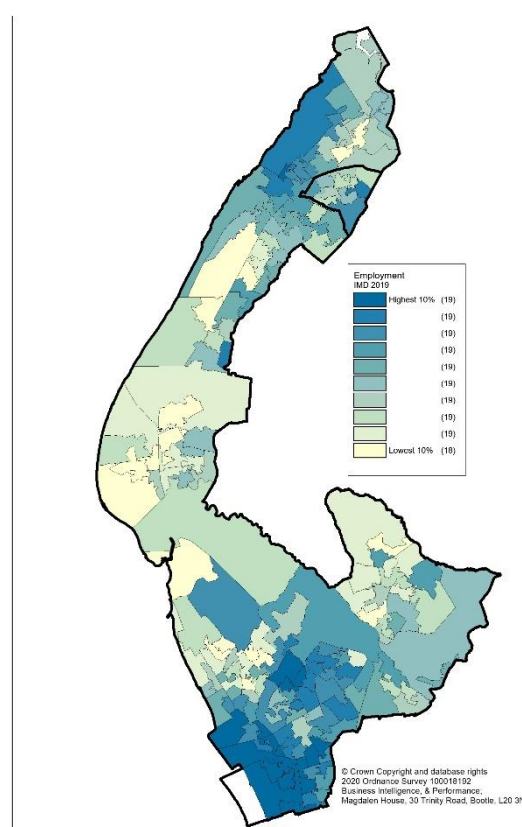 Employment
IMD 2019
Highest 10% (19)
(19)
(19)
(19)
(19)
(19)
(19)
(19)
(19)
Lowest 10% (18)
© Crown Copyright and database rights
2020 Ordnance Survey 100018192
Business Intelligence, & Performance,
Magdalen House, 30 Trinity Road, Bootle, L20 3N